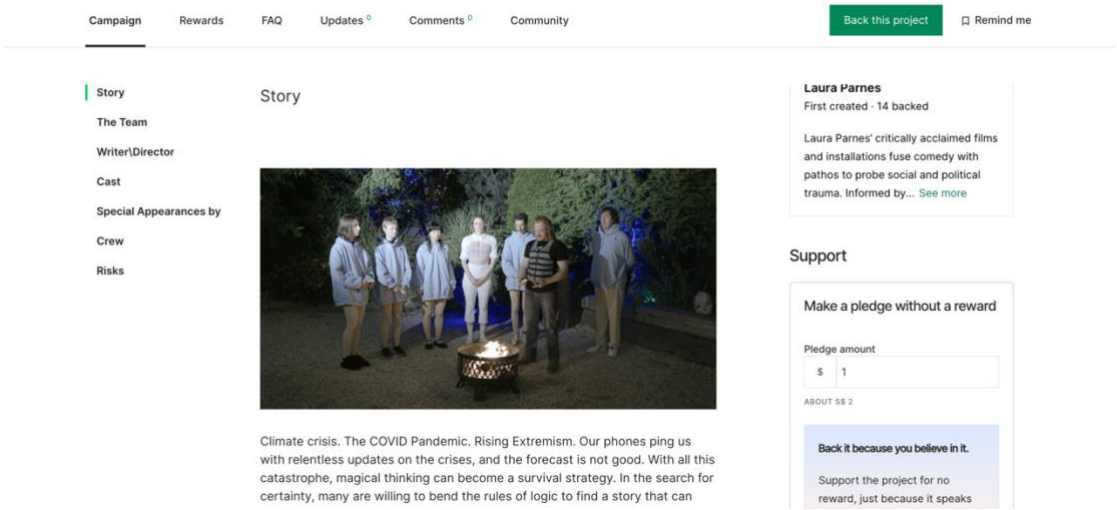 Campaign
Rewards
FAQ
Updates 0
Comments 0
Community
Back this project
Remind me
Story
The Team
Writer\Director
Cast
Special Appearances by
Crew
Risks
Story
Climate crisis. The COVID Pandemic. Rising Extremism. Our phones ping us
with relentless updates on the crises, and the forecast is not good. With all this
catastrophe, magical thinking can become a survival strategy. In the search for
certainty, many are willing to bend the rules of logic to find a story that can
Laura Parnes
First created · 14 backed
Laura Parnes' critically acclaimed films
and installations fuse comedy with
pathos to probe social and political
trauma. Informed by... See more
Support
Make a pledge without a reward
Pledge amount
$ 1
ABOUT S$ 2
Back it because you believe in it.
Support the project for no
reward, just because it speaks